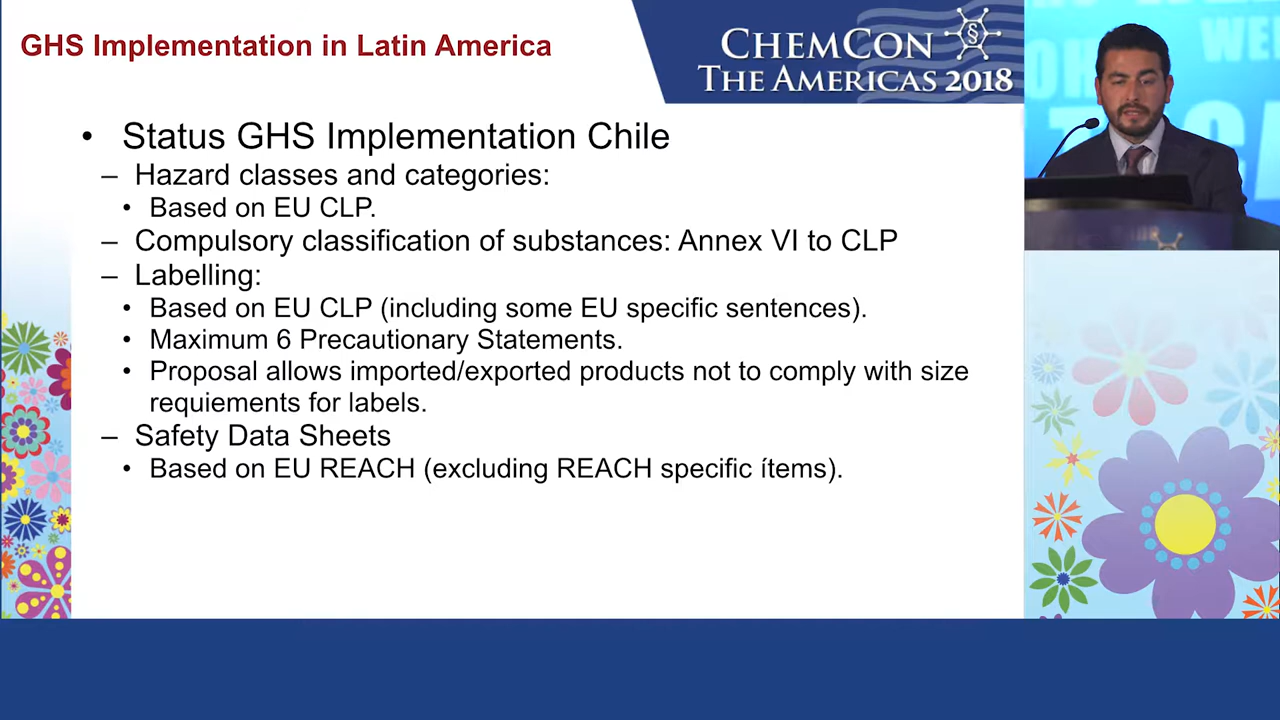 GHS Implementation in Latin America
CHEMCON
THE AMERICAS 2018
§
• Status GHS Implementation Chile
– Hazard classes and categories:
• Based on EU CLP.
– Compulsory classification of substances: Annex VI to CLP
– Labelling:
• Based on EU CLP (including some EU specific sentences).
• Maximum 6 Precautionary Statements.
• Proposal allows imported/exported products not to comply with size
requiements for labels.
– Safety Data Sheets
• Based on EU REACH (excluding REACH specific ítems).